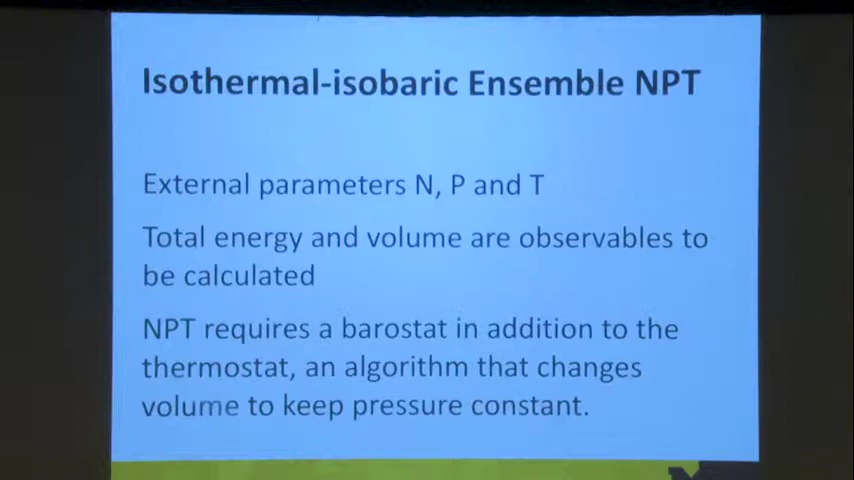 Isothermal-isobaric Ensemble NPT
External parameters N, P and T
Total energy and volume are observables to
be calculated
NPT requires a barostat in addition to the
thermostat, an algorithm that changes
volume to keep pressure constant.